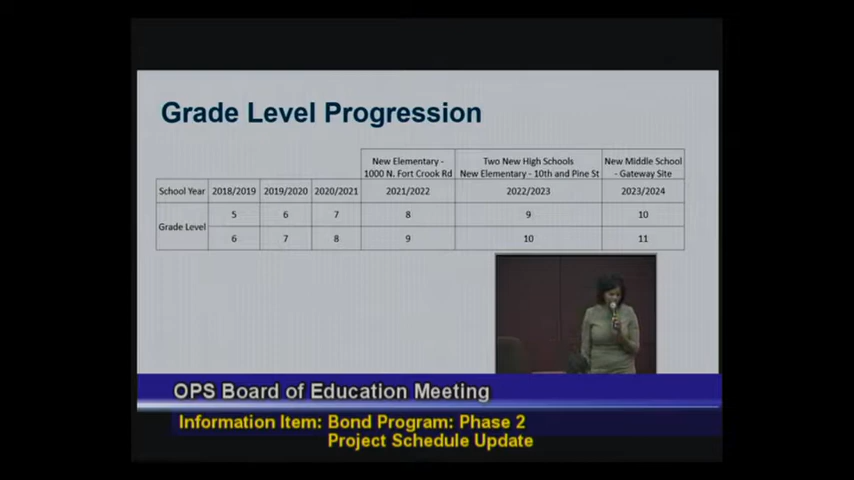 Grade Level Progression
New Elementary - Two New High Schools New Middle School
1000 N. Fort Crook Rd New Elementary - 10th and Pine St - Gateway Site
School Year 2018/2019 2019/2020 2020/2021 2021/2022 2022/2023 2023/2024
5 6 7 8 9 10
Grade Level
6 7 8 9 10 11
OPS Board of Education Meeting
Information Item: Bond Program: Phase 2
Project Schedule Update